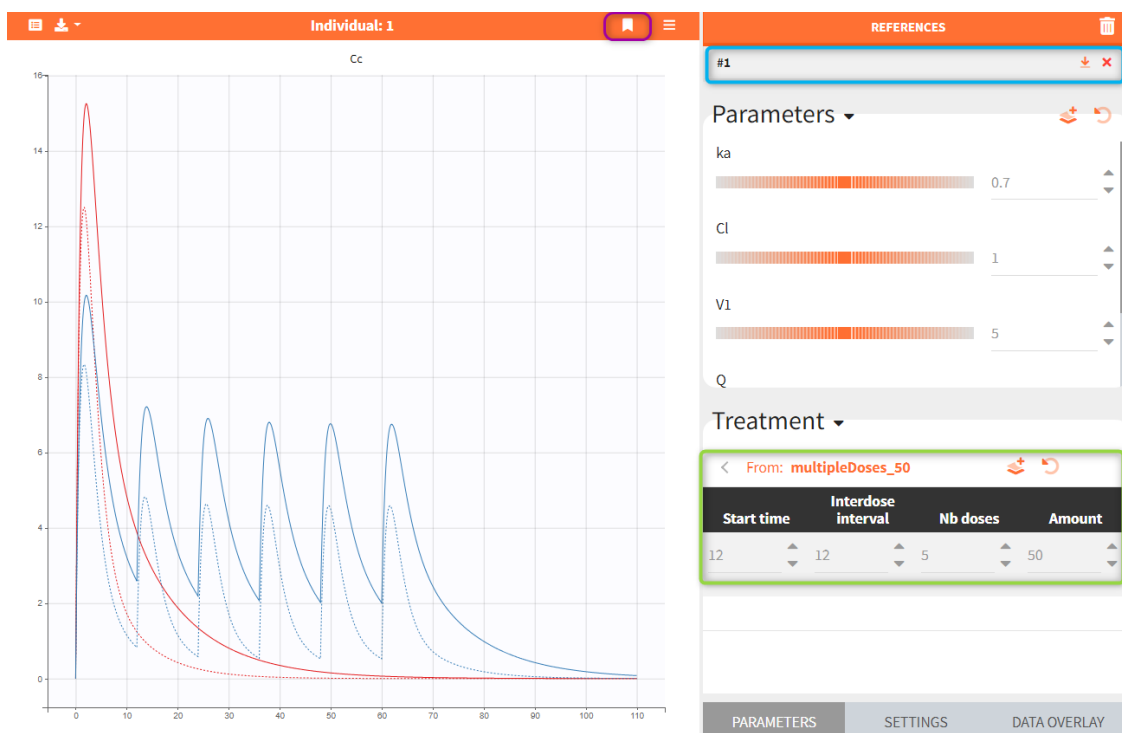 Individual: 1
Cc
16
14
12
10
8
6
4
2
0
0 10 20 30 40 50 60 70 80 90 100 110
REFERENCES
#1
Parameters
ka
0.7
Cl
1
V1
5
Q
Treatment
From: multipleDoses_50
Start time Interdose interval Nb doses Amount
12 12 5 50
PARAMETERS SETTINGS DATA OVERLAY